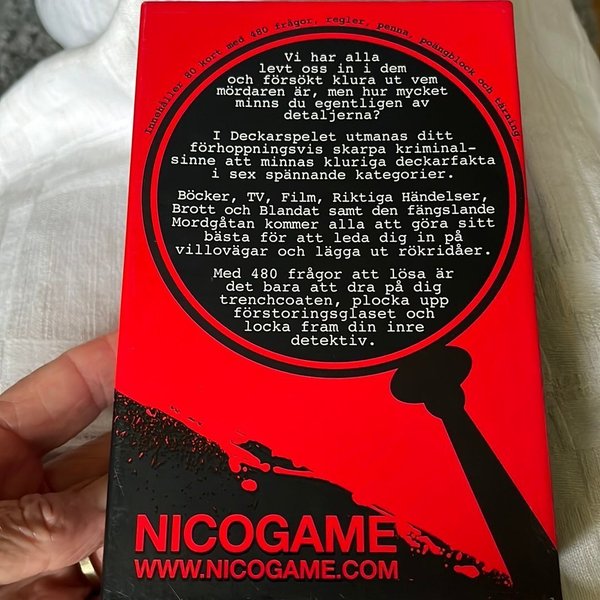 Innehåller 80 kort med 480 frågor, regler, penna, poängblock och tärning.
Vi har alla
levt oss in i dem
och försökt klura ut vem
mördaren är, men hur mycket
minns du egentligen av
detaljerna?
I Deckarspelet utmanas ditt
förhoppningsvis skarpa kriminal-
sinne att minnas kluriga deckarfakta
i sex spännande kategorier.
Böcker, TV, Film, Riktiga Händelser,
Brott och Blandat samt den fängslande
Mordgåtan kommer alla att göra sitt
bästa för att leda dig in på
villovägar och lägga ut rökridåer.
Med 480 frågor att lösa är
det bara att dra på dig
trenchcoaten, plocka upp
förstoringsglaset och
locka fram din inre
detektiv.
NICOGAME
WWW.NICOGAME.COM